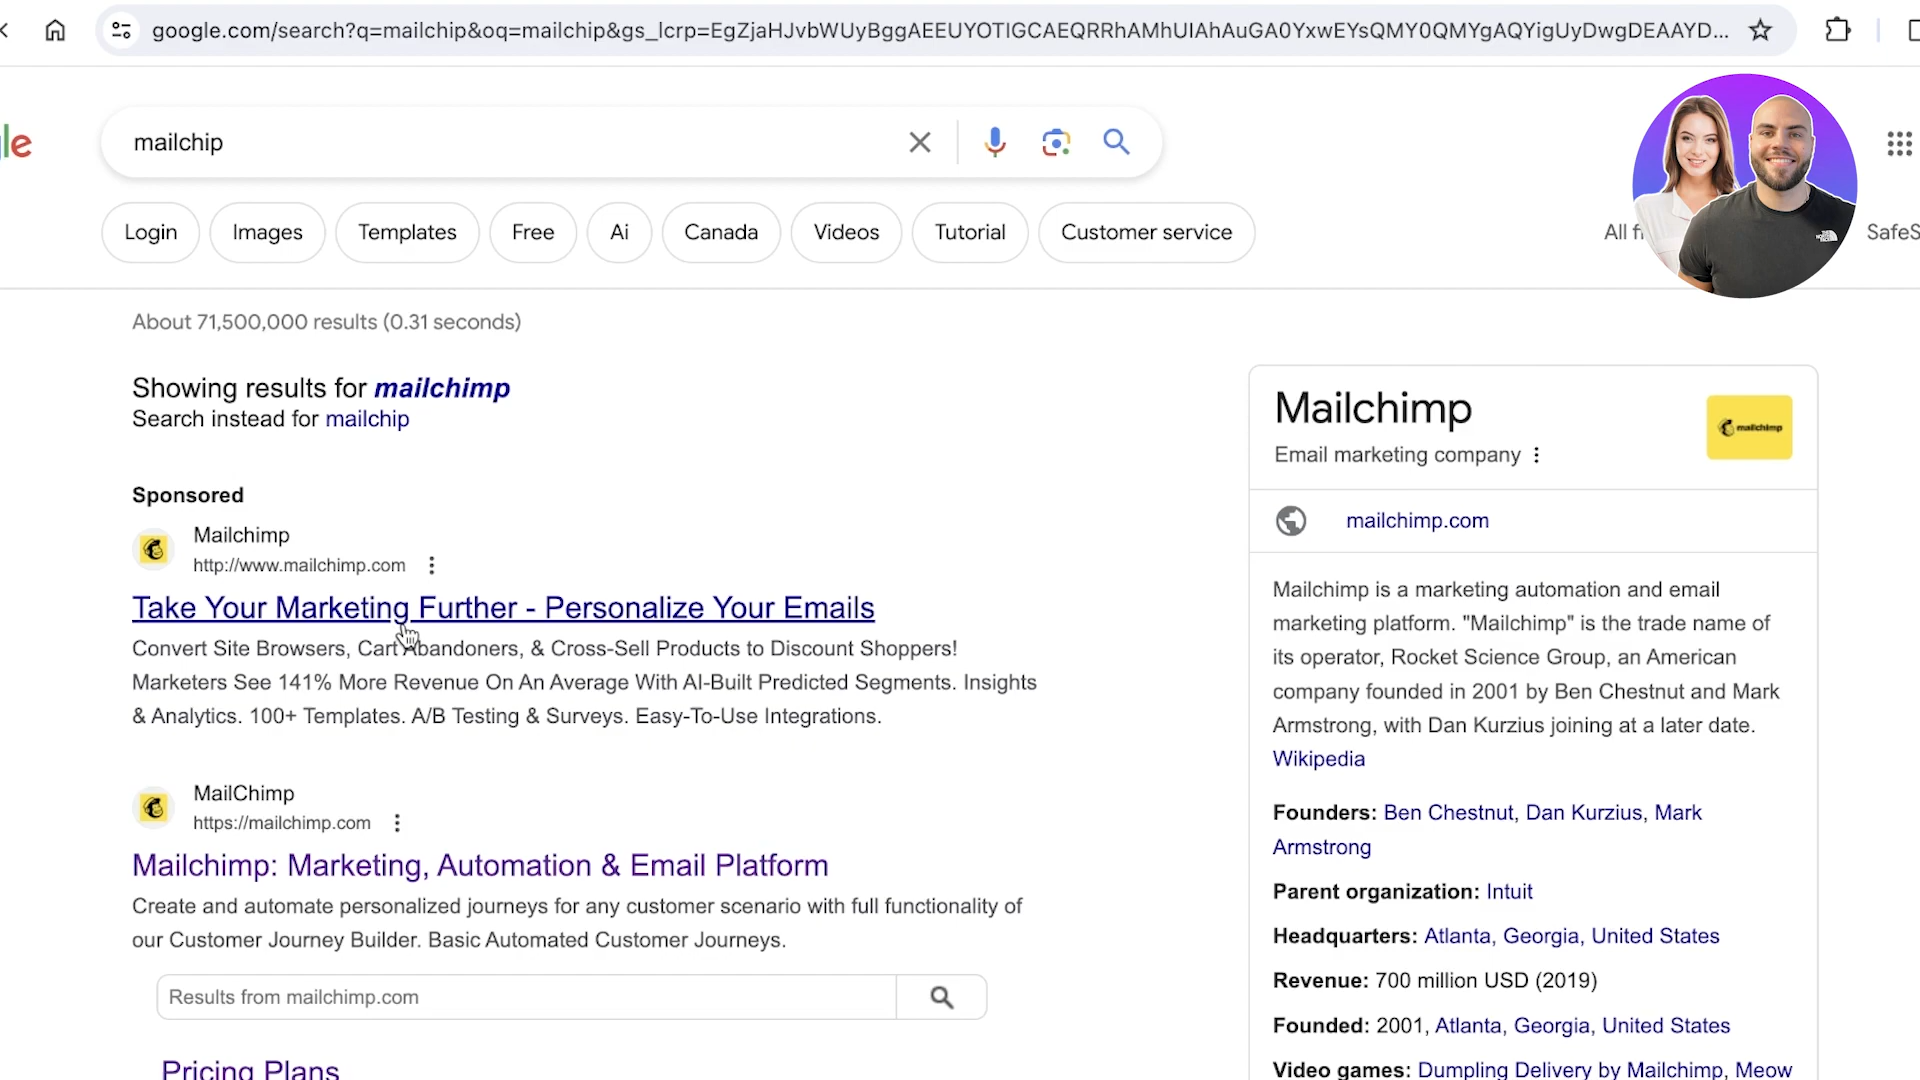 google.com/search?q=mailchip&oq=mailchip&gs_lcrp=EgZjaHJvbWUyBggAEEUYOTIGCAEQRRhAMhUIAhAuGA0YxwEYsQMY0QMYgAQYigUyDwgDEAAYD...
le
mailchip
Login
Images
Templates
Free
Ai
Canada
Videos
Tutorial
Customer service
All fi
SafeS
About 71,500,000 results (0.31 seconds)
Showing results for mailchimp
Search instead for mailchip
Sponsored
Mailchimp
http://www.mailchimp.com
Take Your Marketing Further - Personalize Your Emails
Convert Site Browsers, Cart Abandoners, & Cross-Sell Products to Discount Shoppers!
Marketers See 141% More Revenue On An Average With AI-Built Predicted Segments. Insights
& Analytics. 100+ Templates. A/B Testing & Surveys. Easy-To-Use Integrations.
MailChimp
https://mailchimp.com
Mailchimp: Marketing, Automation & Email Platform
Create and automate personalized journeys for any customer scenario with full functionality of
our Customer Journey Builder. Basic Automated Customer Journeys.
Results from mailchimp.com
Pricing Plans
Mailchimp
Email marketing company
mailchimp
mailchimp.com
Mailchimp is a marketing automation and email
marketing platform. "Mailchimp" is the trade name of
its operator, Rocket Science Group, an American
company founded in 2001 by Ben Chestnut and Mark
Armstrong, with Dan Kurzius joining at a later date.
Wikipedia
Founders: Ben Chestnut, Dan Kurzius, Mark
Armstrong
Parent organization: Intuit
Headquarters: Atlanta, Georgia, United States
Revenue: 700 million USD (2019)
Founded: 2001, Atlanta, Georgia, United States
Video games: Dumpling Delivery by Mailchimp, Meow